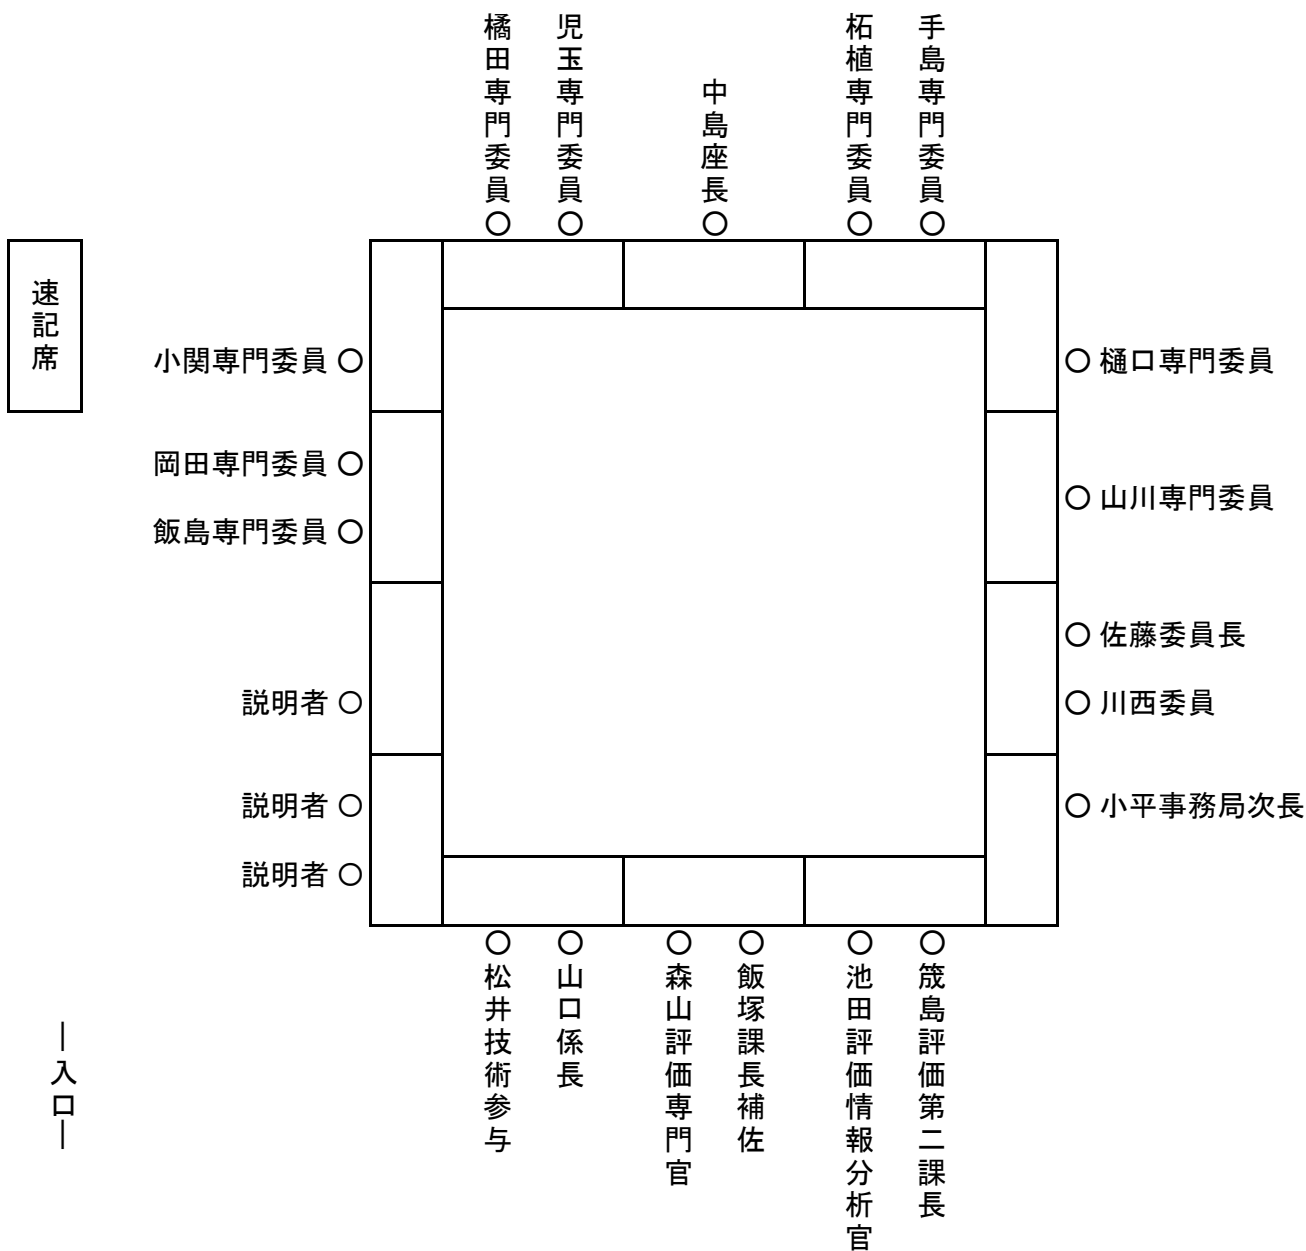 橘田専門委員○
児玉専門委員○
中島座長○
柘植専門委員○
手島専門委員○
速記席
小関専門委員 ○
岡田専門委員 ○
飯島専門委員 ○
説明者 ○
説明者 ○
説明者 ○
○ 樋口専門委員
○ 山川専門委員
○ 佐藤委員長
○ 川西委員
○ 小平事務局次長
○松井技術参与
○山口係長
○森山評価専門官
○飯塚課長補佐
○池田評価情報分析官
○筬島評価第二課長
―入口―